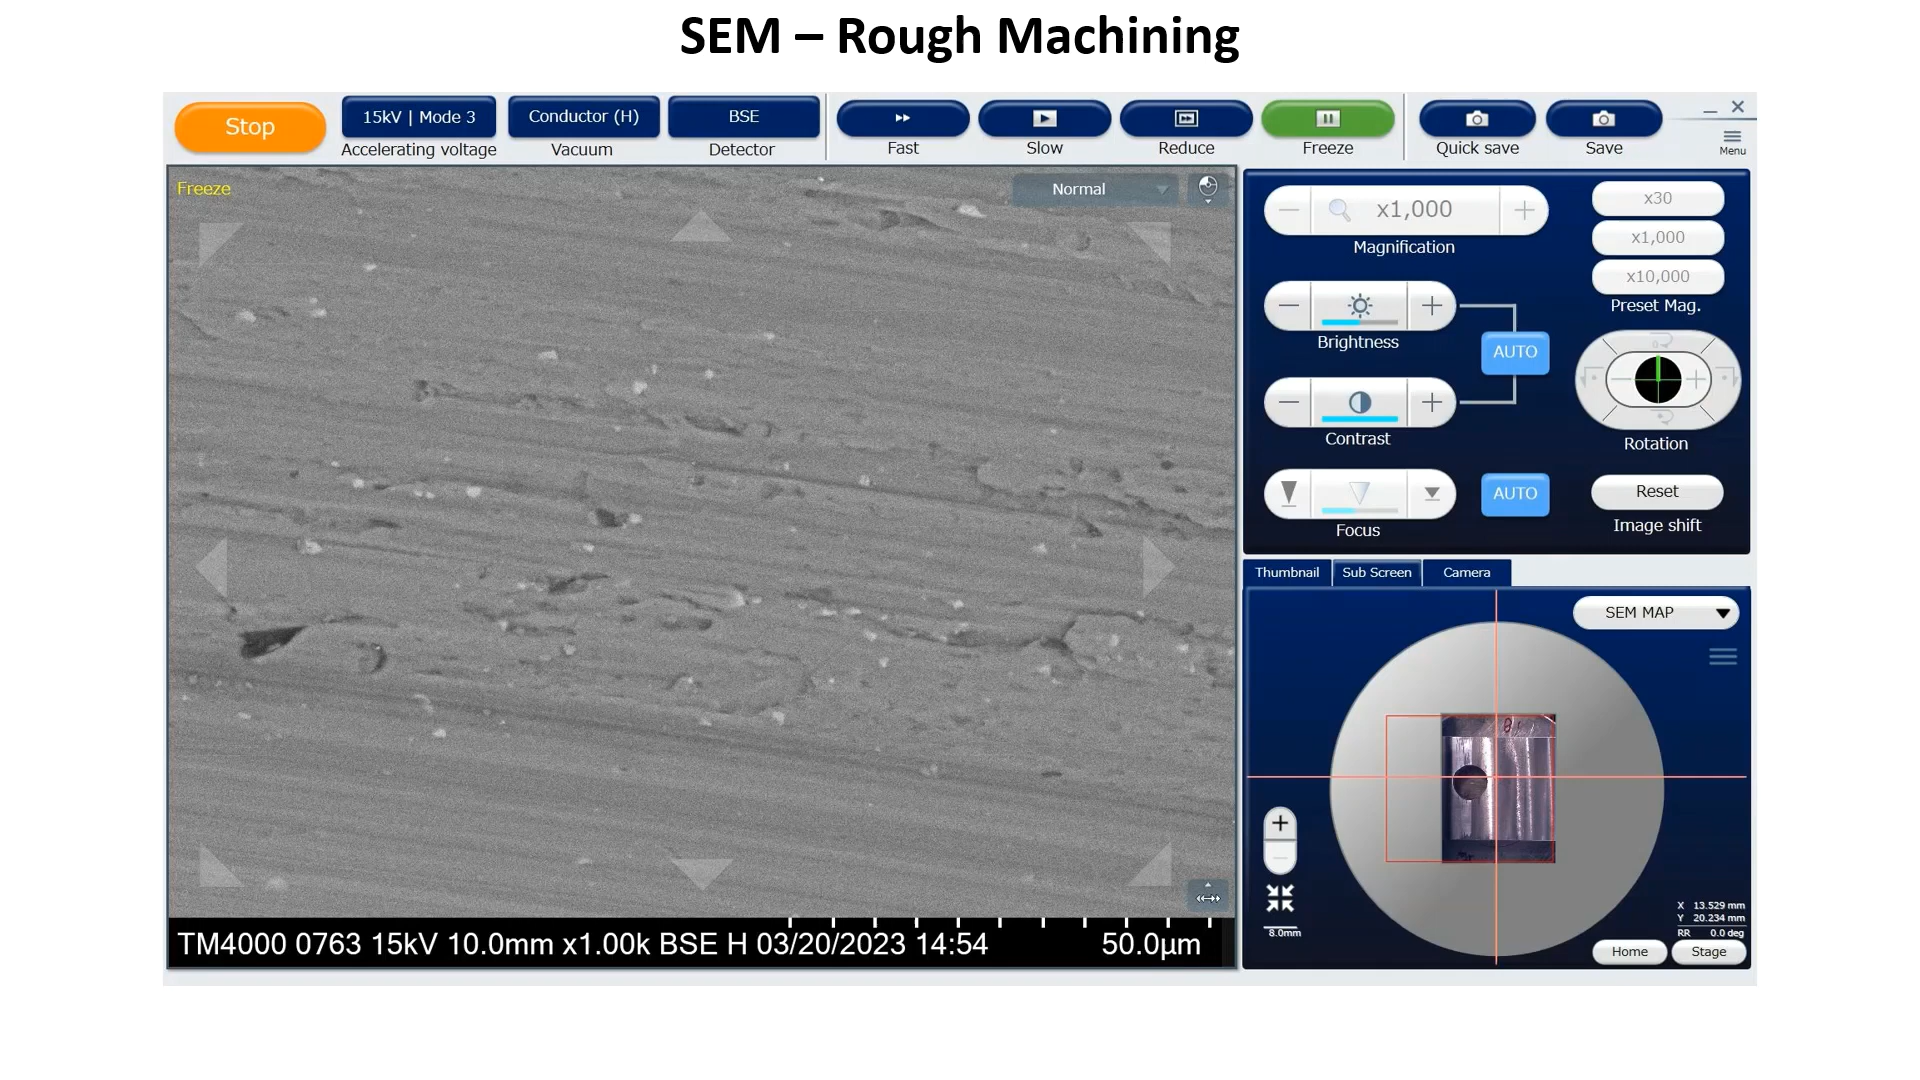 SEM – Rough Machining
Stop
15kV | Mode 3
Conductor (H)
BSE
Accelerating voltage
Vacuum
Detector
Fast
Slow
Reduce
Freeze
Quick save
Save
Menu
Freeze
Normal
x1,000
Magnification
x30
x1,000
x10,000
Preset Mag.
Brightness
AUTO
Contrast
Rotation
Focus
AUTO
Reset
Image shift
Thumbnail
Sub Screen
Camera
SEM MAP
8.0mm
X 13.529 mm
Y 20.234 mm
RR 0.0 deg
Home
Stage
TM4000 0763 15kV 10.0mm x1.00k BSE H 03/20/2023 14:54
50.0µm